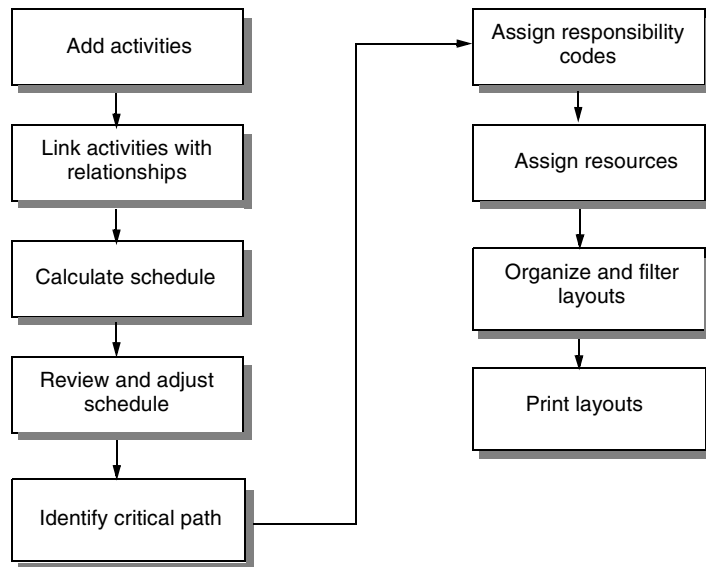 Add activities
Link activities with
relationships
Calculate schedule
Review and adjust
schedule
Identify critical path
Assign responsibility
codes
Assign resources
Organize and filter
layouts
Print layouts